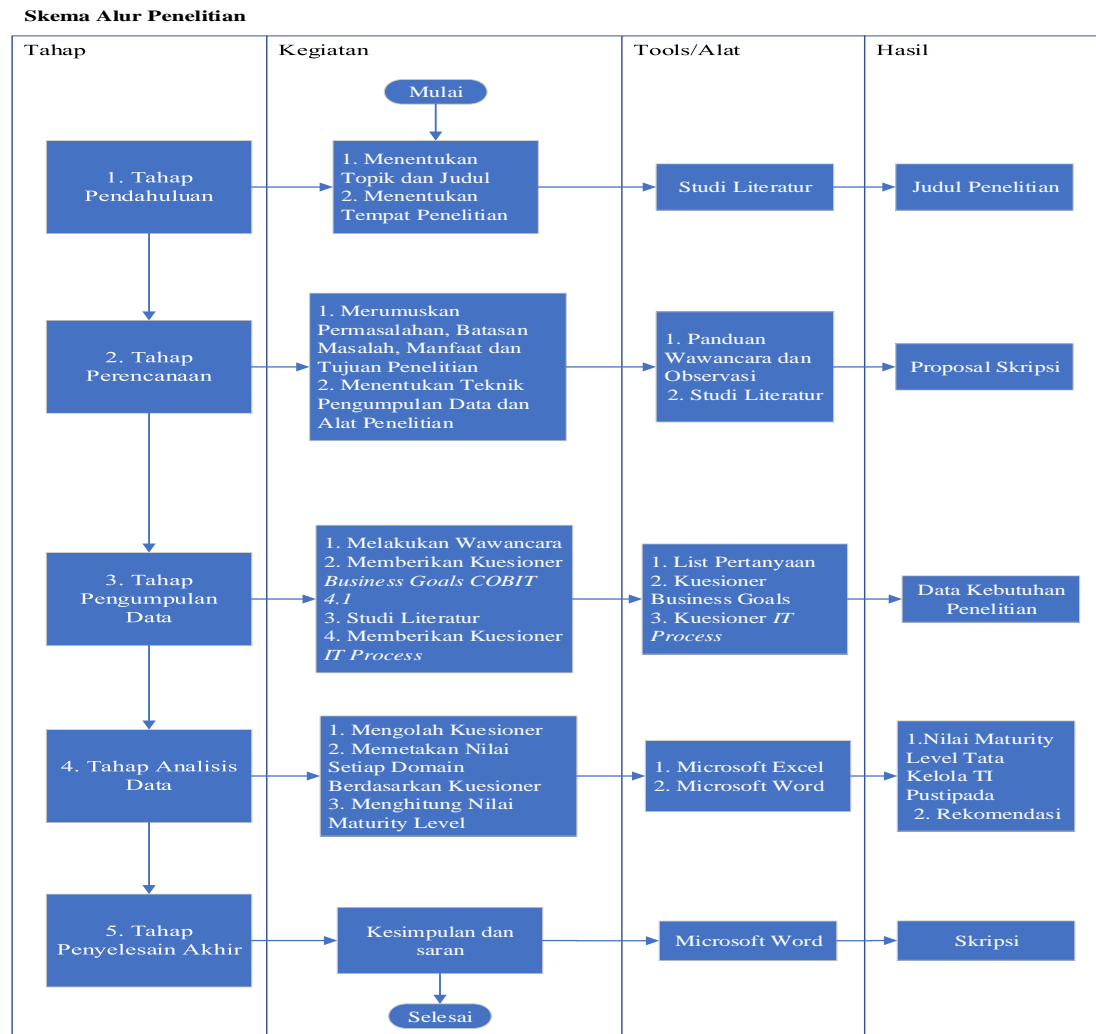 Skema Alur Penelitian
Tahap
Kegiatan
Tools/Alat
Hasil
Mulai
1. Tahap
Pendahuluan
1. Menentukan
Topik dan Judul
2. Menentukan
Tempat Penelitian
Studi Literatur
Judul Penelitian
2. Tahap
Perencanaan
1. Merumuskan
Permasalahan, Batasan
Masalah, Manfaat dan
Tujuan Penelitian
2. Menentukan Teknik
Pengumpulan Data dan
Alat Penelitian
1. Panduan
Wawancara dan
Observasi
2. Studi Literatur
Proposal Skripsi
3. Tahap
Pengumpulan
Data
1. Melakukan Wawancara
2. Memberikan Kuesioner
Business Goals COBIT
4.1
3. Studi Literatur
4. Memberikan Kuesioner
IT Process
1. List Pertanyaan
2. Kuesioner
Business Goals
3. Kuesioner IT
Process
Data Kebutuhan
Penelitian
4. Tahap Analisis
Data
1. Mengolah Kuesioner
2. Memetakan Nilai
Setiap Domain
Berdasarkan Kuesioner
3. Menghitung Nilai
Maturity Level
1. Microsoft Excel
2. Microsoft Word
1.Nilai Maturity
Level Tata
Kelola TI
Pustipada
2. Rekomendasi
5. Tahap
Penyelesain Akhir
Kesimpulan dan
saran
Microsoft Word
Skripsi
Selesai